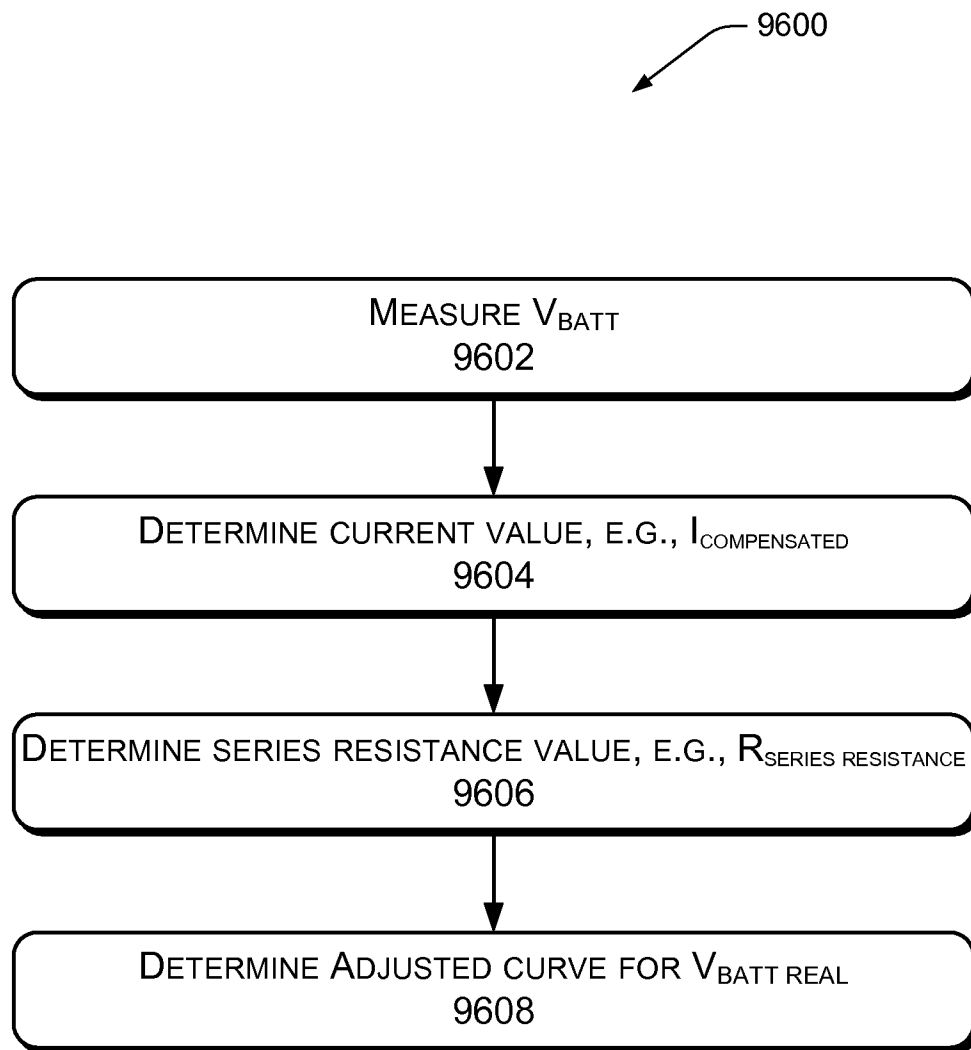 9600
MEASURE VBATT
9602
DETERMINE CURRENT VALUE, E.G., ICOMPENSATED
9604
DETERMINE SERIES RESISTANCE VALUE, E.G., RSERIES RESISTANCE
9606
DETERMINE ADJUSTED CURVE FOR VBATT REAL
9608